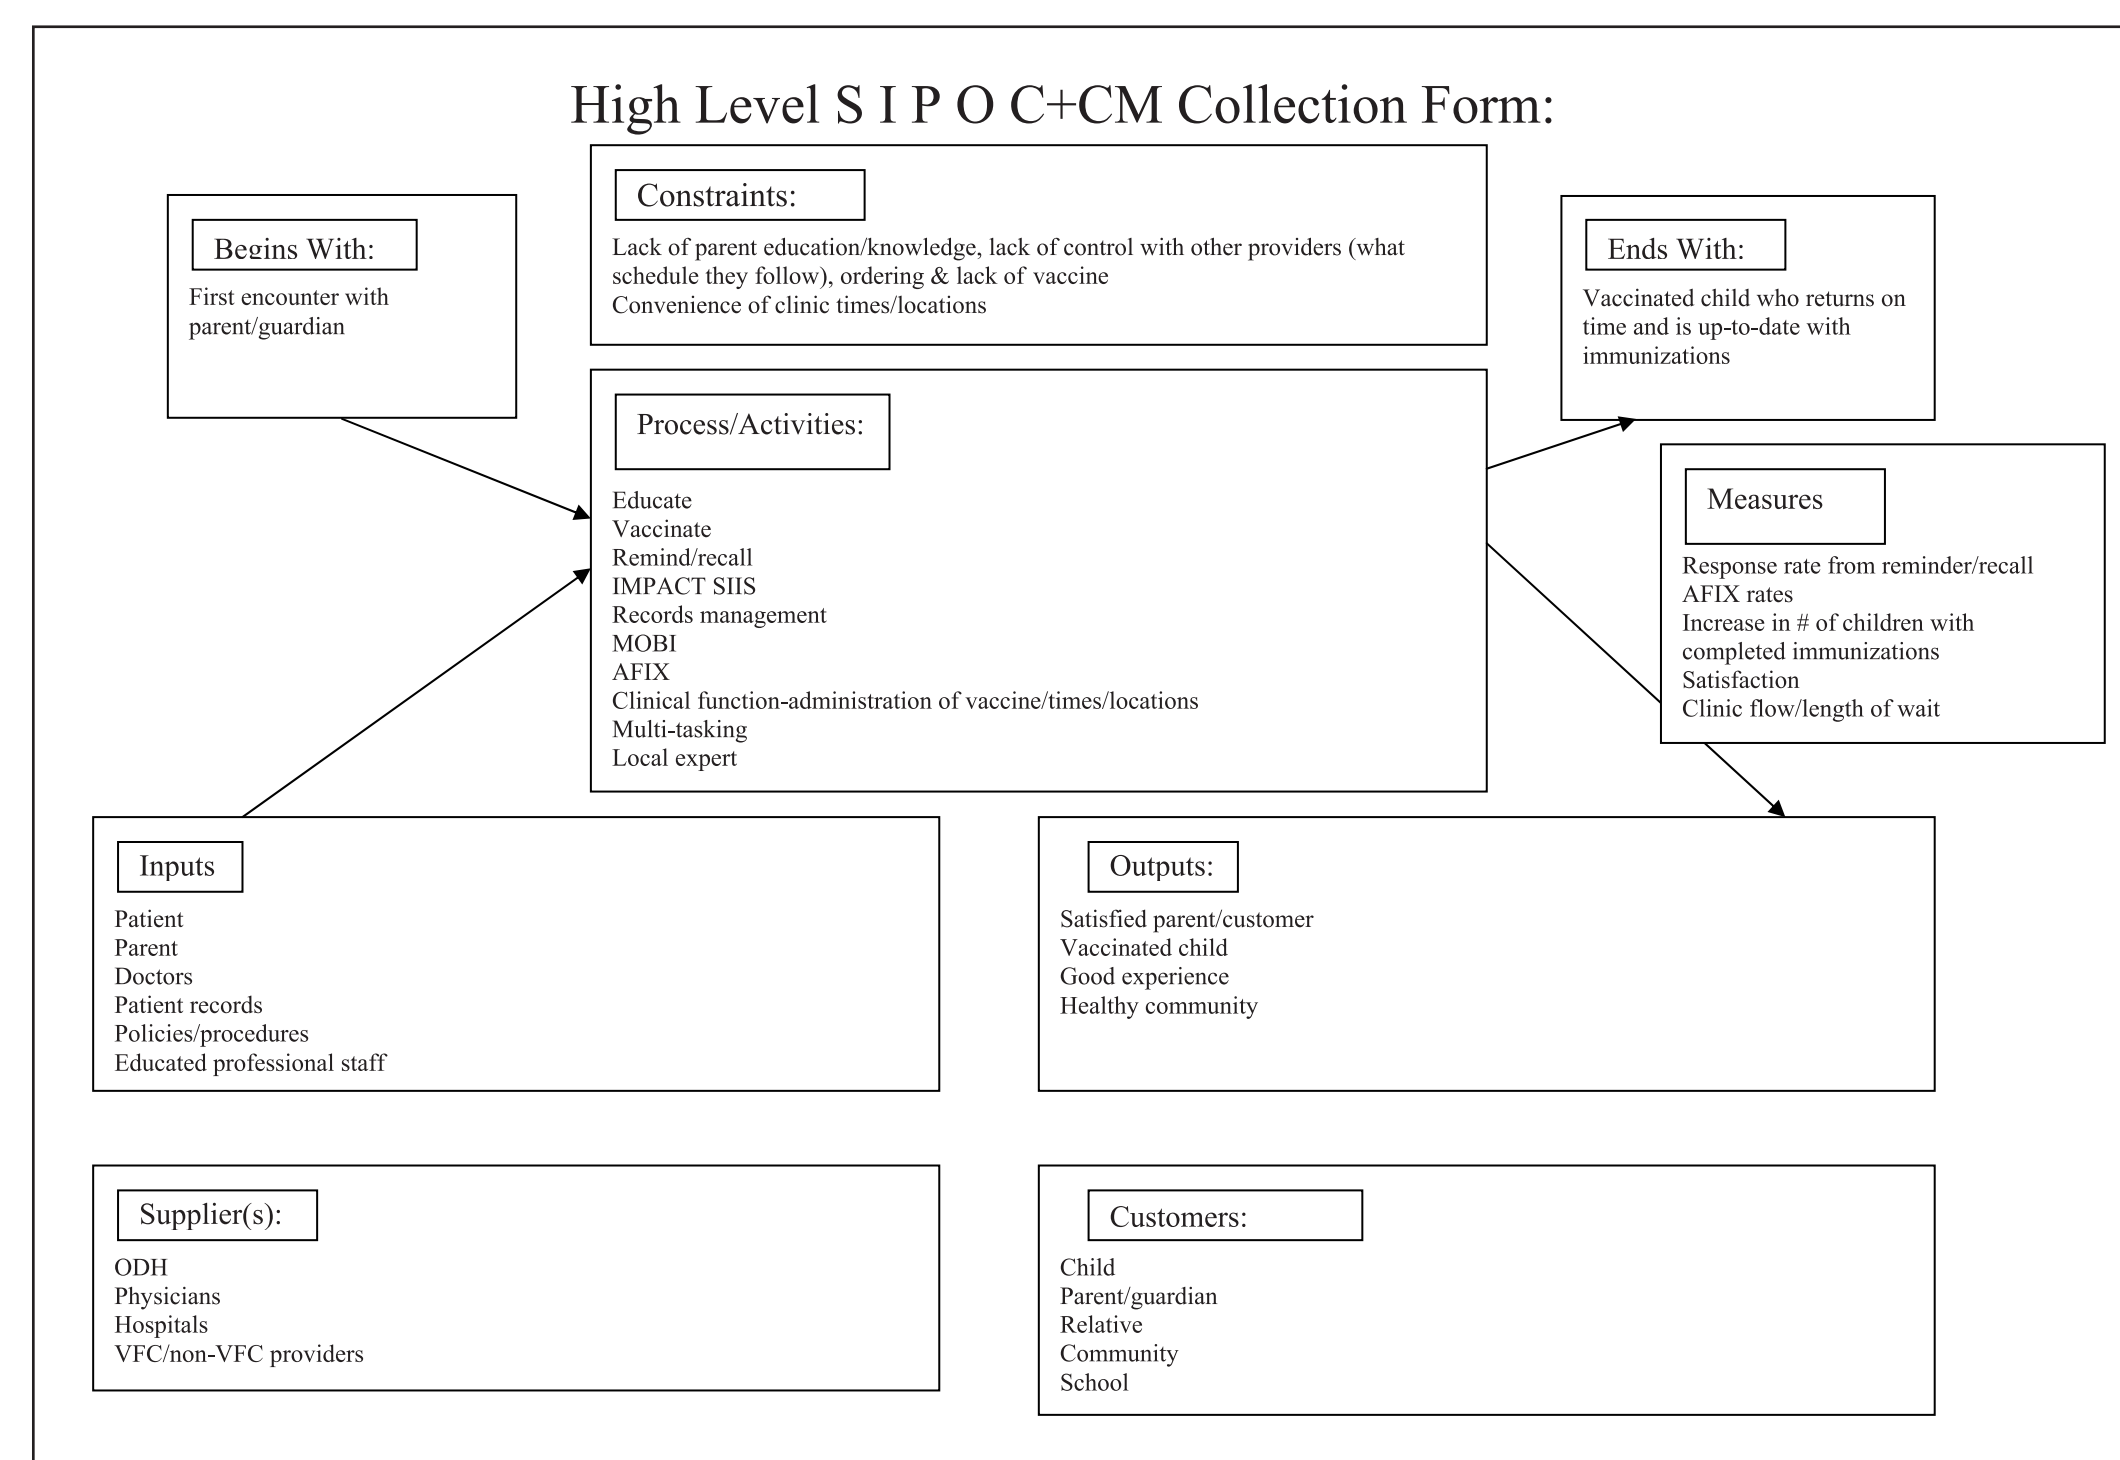 High Level S I P O C+CM Collection Form:
Begins With:
First encounter with
parent/guardian
Constraints:
Lack of parent education/knowledge, lack of control with other providers (what
schedule they follow), ordering & lack of vaccine
Convenience of clinic times/locations
Ends With:
Vaccinated child who returns on
time and is up-to-date with
immunizations
Process/Activities:
Educate
Vaccinate
Remind/recall
IMPACT SIIS
Records management
MOBI
AFIX
Clinical function-administration of vaccine/times/locations
Multi-tasking
Local expert
Measures
Response rate from reminder/recall
AFIX rates
Increase in # of children with
completed immunizations
Satisfaction
Clinic flow/length of wait
Inputs
Patient
Parent
Doctors
Patient records
Policies/procedures
Educated professional staff
Outputs:
Satisfied parent/customer
Vaccinated child
Good experience
Healthy community
Supplier(s):
ODH
Physicians
Hospitals
VFC/non-VFC providers
Customers:
Child
Parent/guardian
Relative
Community
School